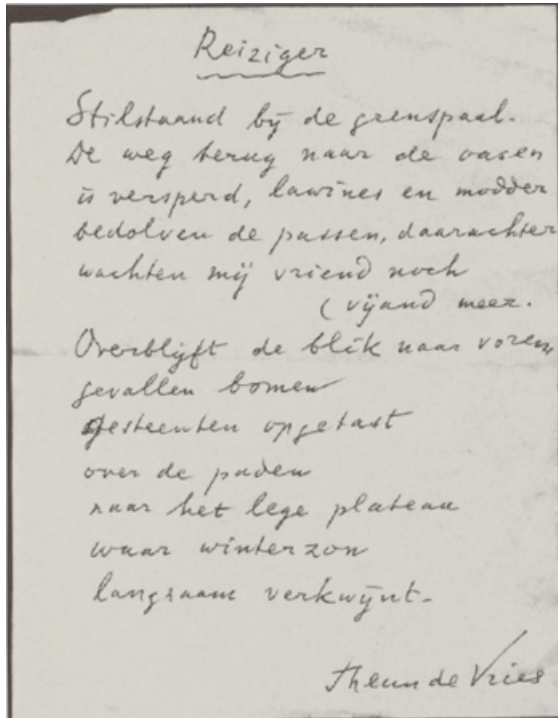 Reiziger
Stilstaand bij de grenspaal.
De weg terug naar de oasen
is versperd, lawines en modder
bedolven de passen, daarachter
wachten mij vriend noch
(vijand meer.
Overblijft de blik naar voren,
gevallen bomen
gesteenten opgetast
over de paden
naar het lege plateau
waar winterzon
langzaam verkwijnt.
Theun de Vries